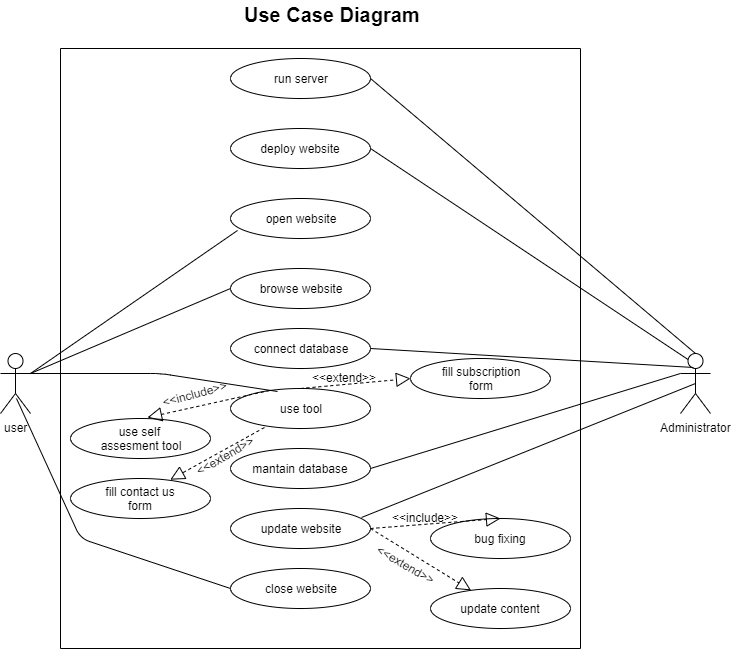 Use Case Diagram
run server
deploy website
open website
browse website
connect database
<<extend>>
fill subscription
form
<<include>>
use tool
user
Administrator
use self
assesment tool
<<extend>>
mantain database
fill contact us
form
<<include>>
update website
bug fixing
<<extend>>
close website
update content